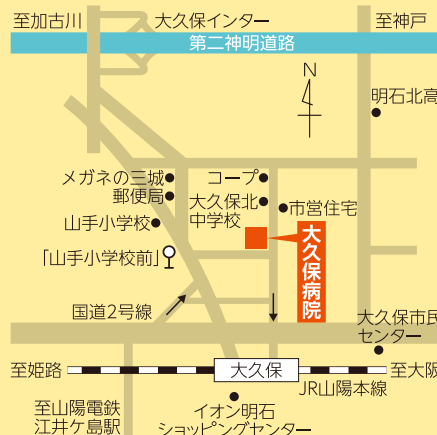 至加古川
大久保インター
至神戸
第二神明道路
N
明石北高
メガネの三城
郵便局
山手小学校
「山手小学校前」
コープ
大久保北
中学校
市営住宅
大久保病院
国道2号線
大久保市民
センター
至姫路
大久保
至大阪
JR山陽本線
至山陽電鉄
江井ケ島駅
イオン明石
ショッピングセンター